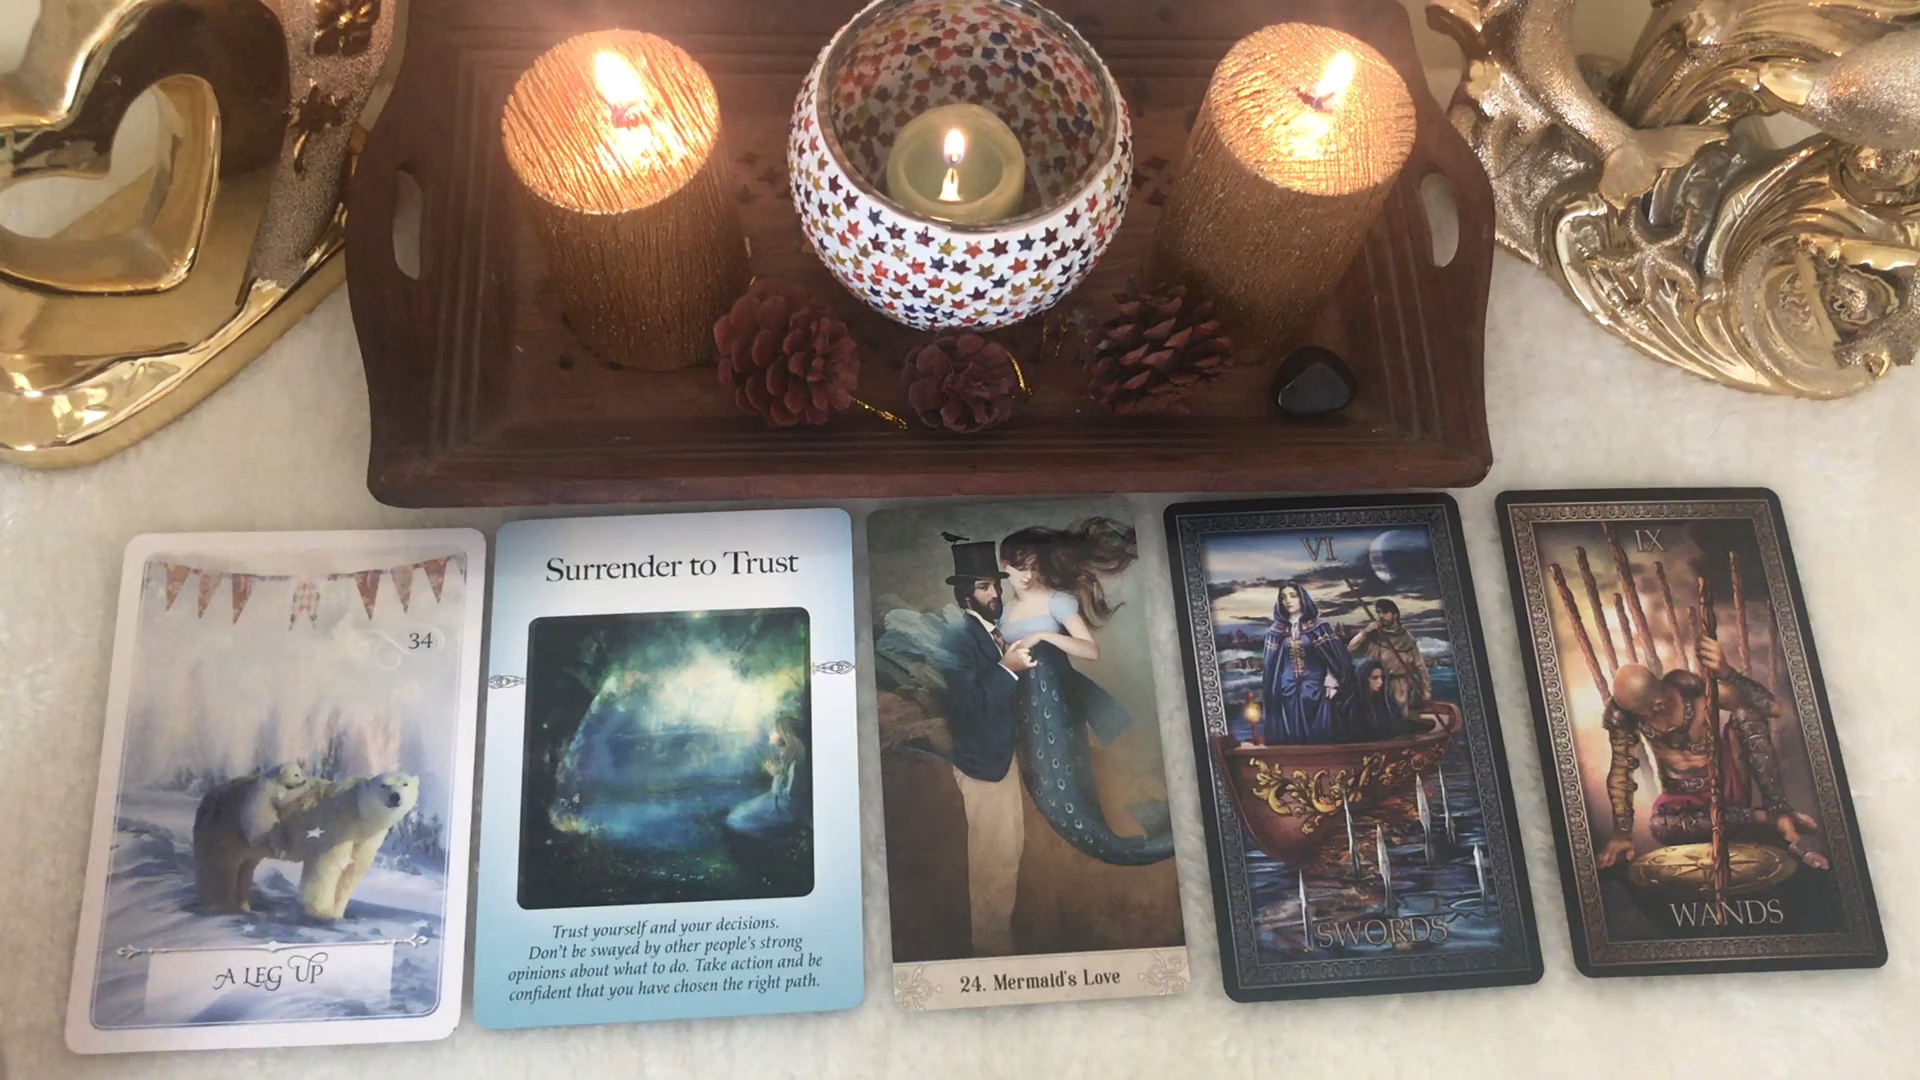 34
A LEG UP
Surrender to Trust
Trust yourself and your decisions.
Don't be swayed by other people's strong
opinions about what to do. Take action and be
confident that you have chosen the right path.
24. Mermaid's Love
VI
SWORDS
IX
WANDS